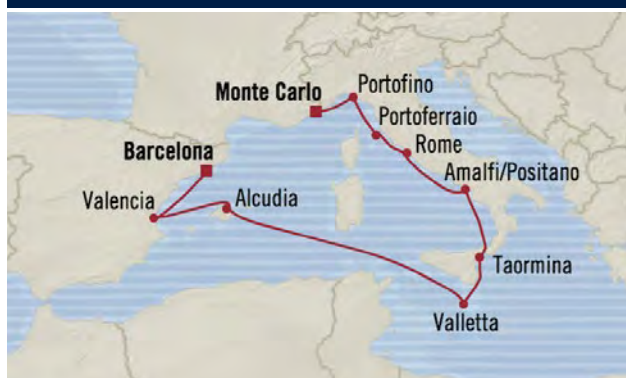 Monte Carlo
Portofino
Portoferraio
Rome
Amalfi/Positano
Barcelona
Valencia
Alcudia
Taormina
Valletta